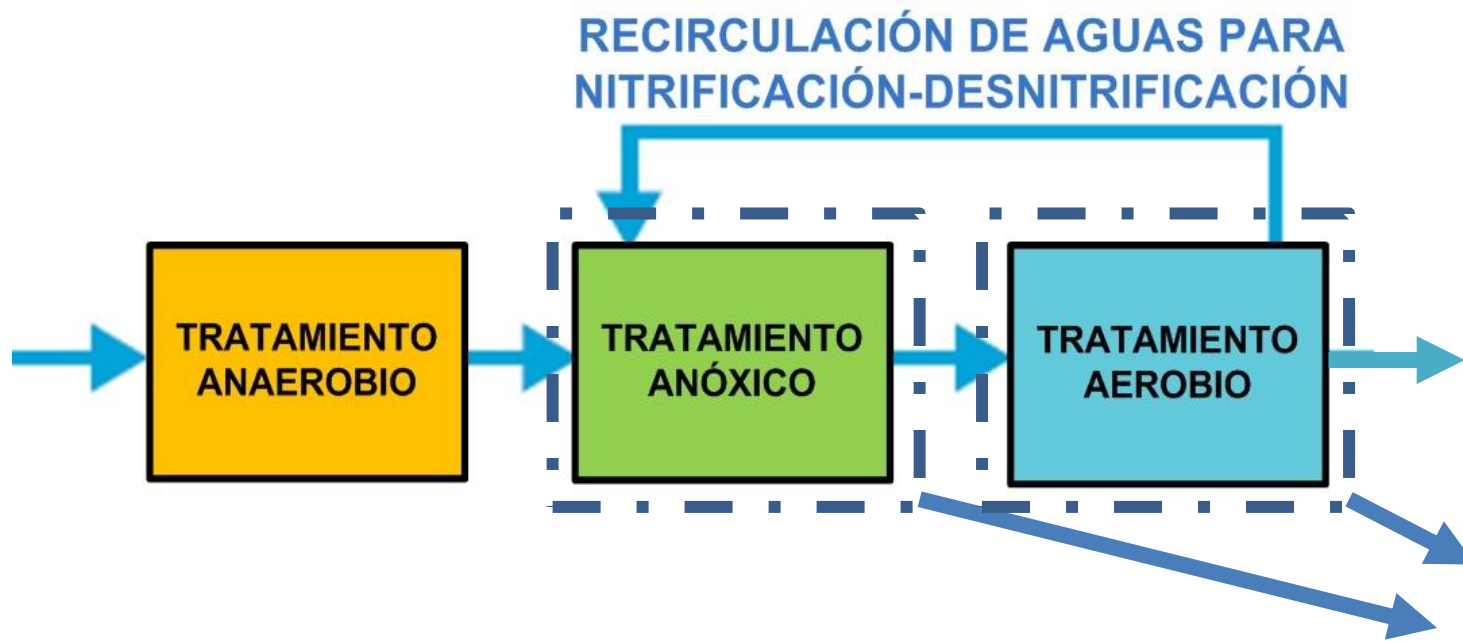 RECIRCULACIÓN DE AGUAS PARA
NITRIFICACIÓN-DESNITRIFICACIÓN
TRATAMIENTO
ANAEROBIO
TRATAMIENTO
ANÓXICO
TRATAMIENTO
AEROBIO